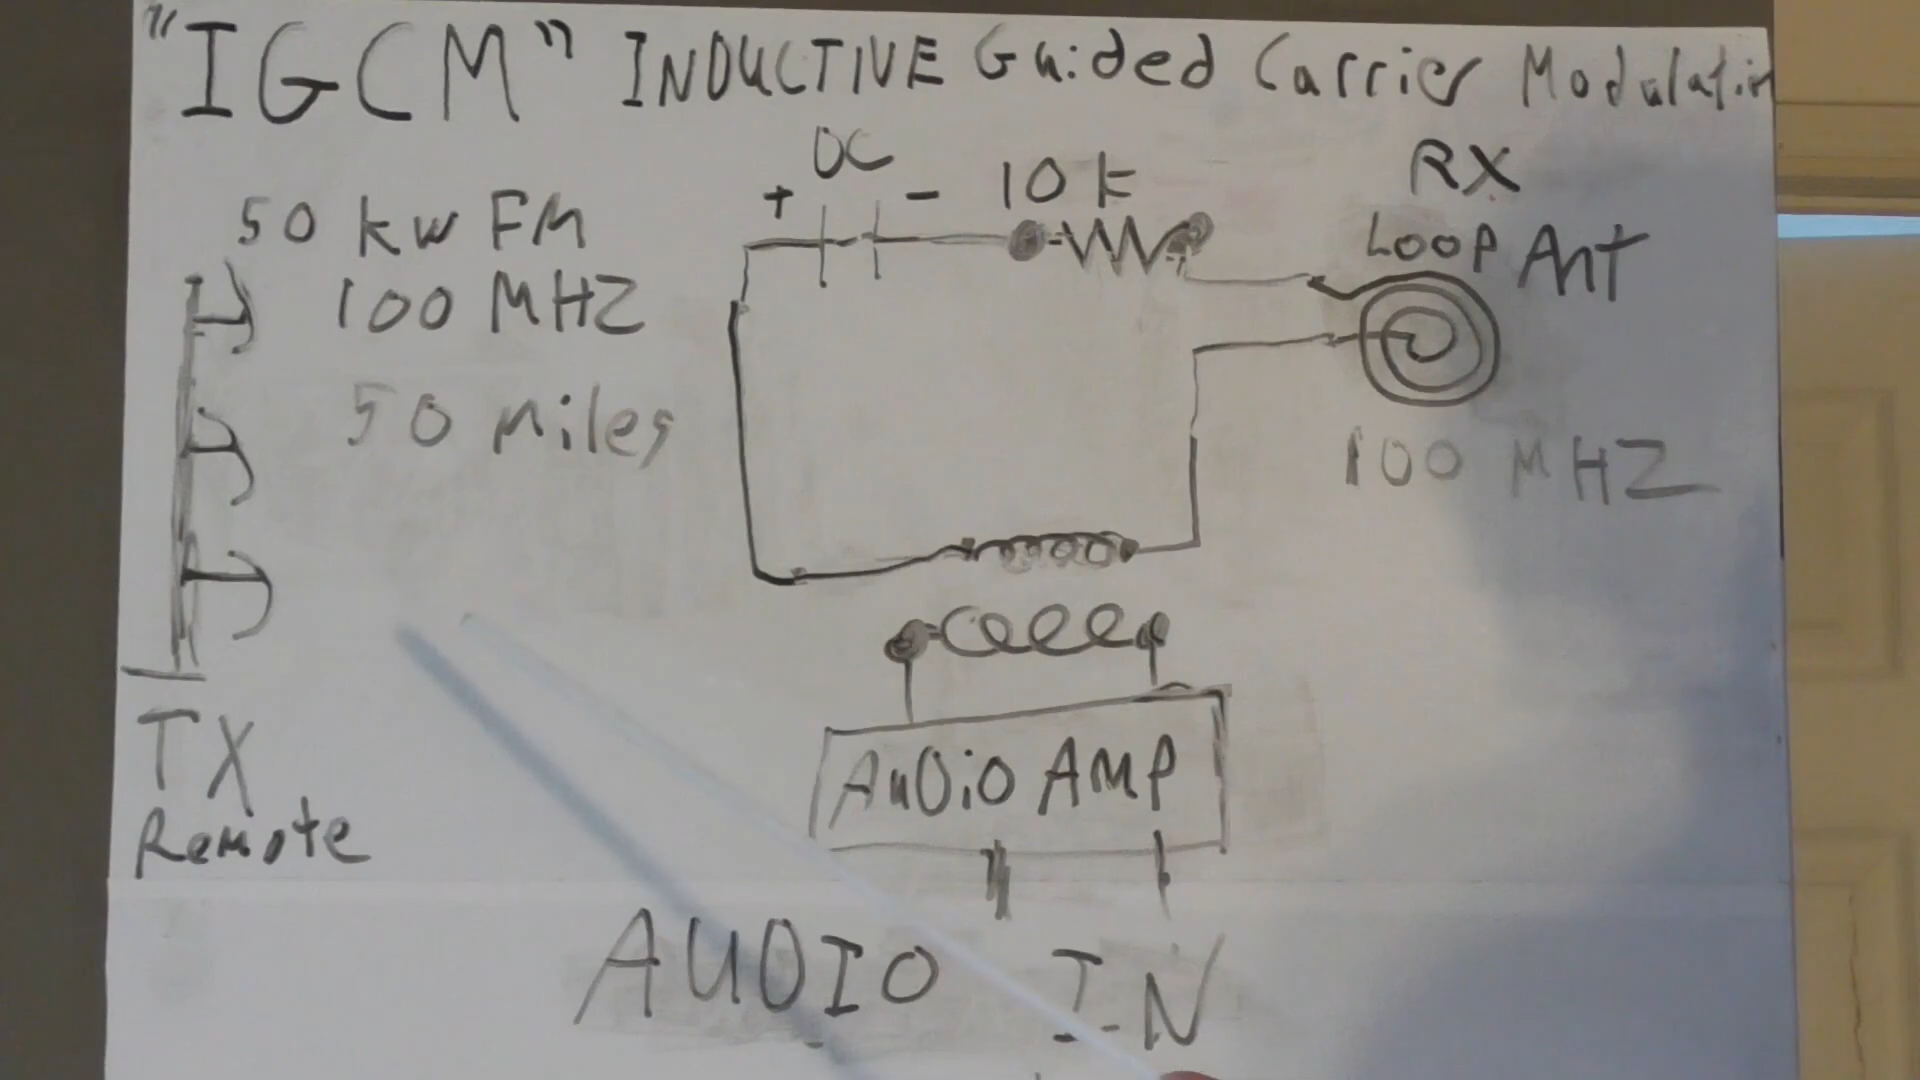 "IGCM" INDUCTIVE Guided Carrier Modulation
DC
+ -
10 k
RX
Loop Ant
100 MHZ
50 kw FM
100 MHZ
50 miles
TX
Remote
AuDio AMP
AUDIO IN